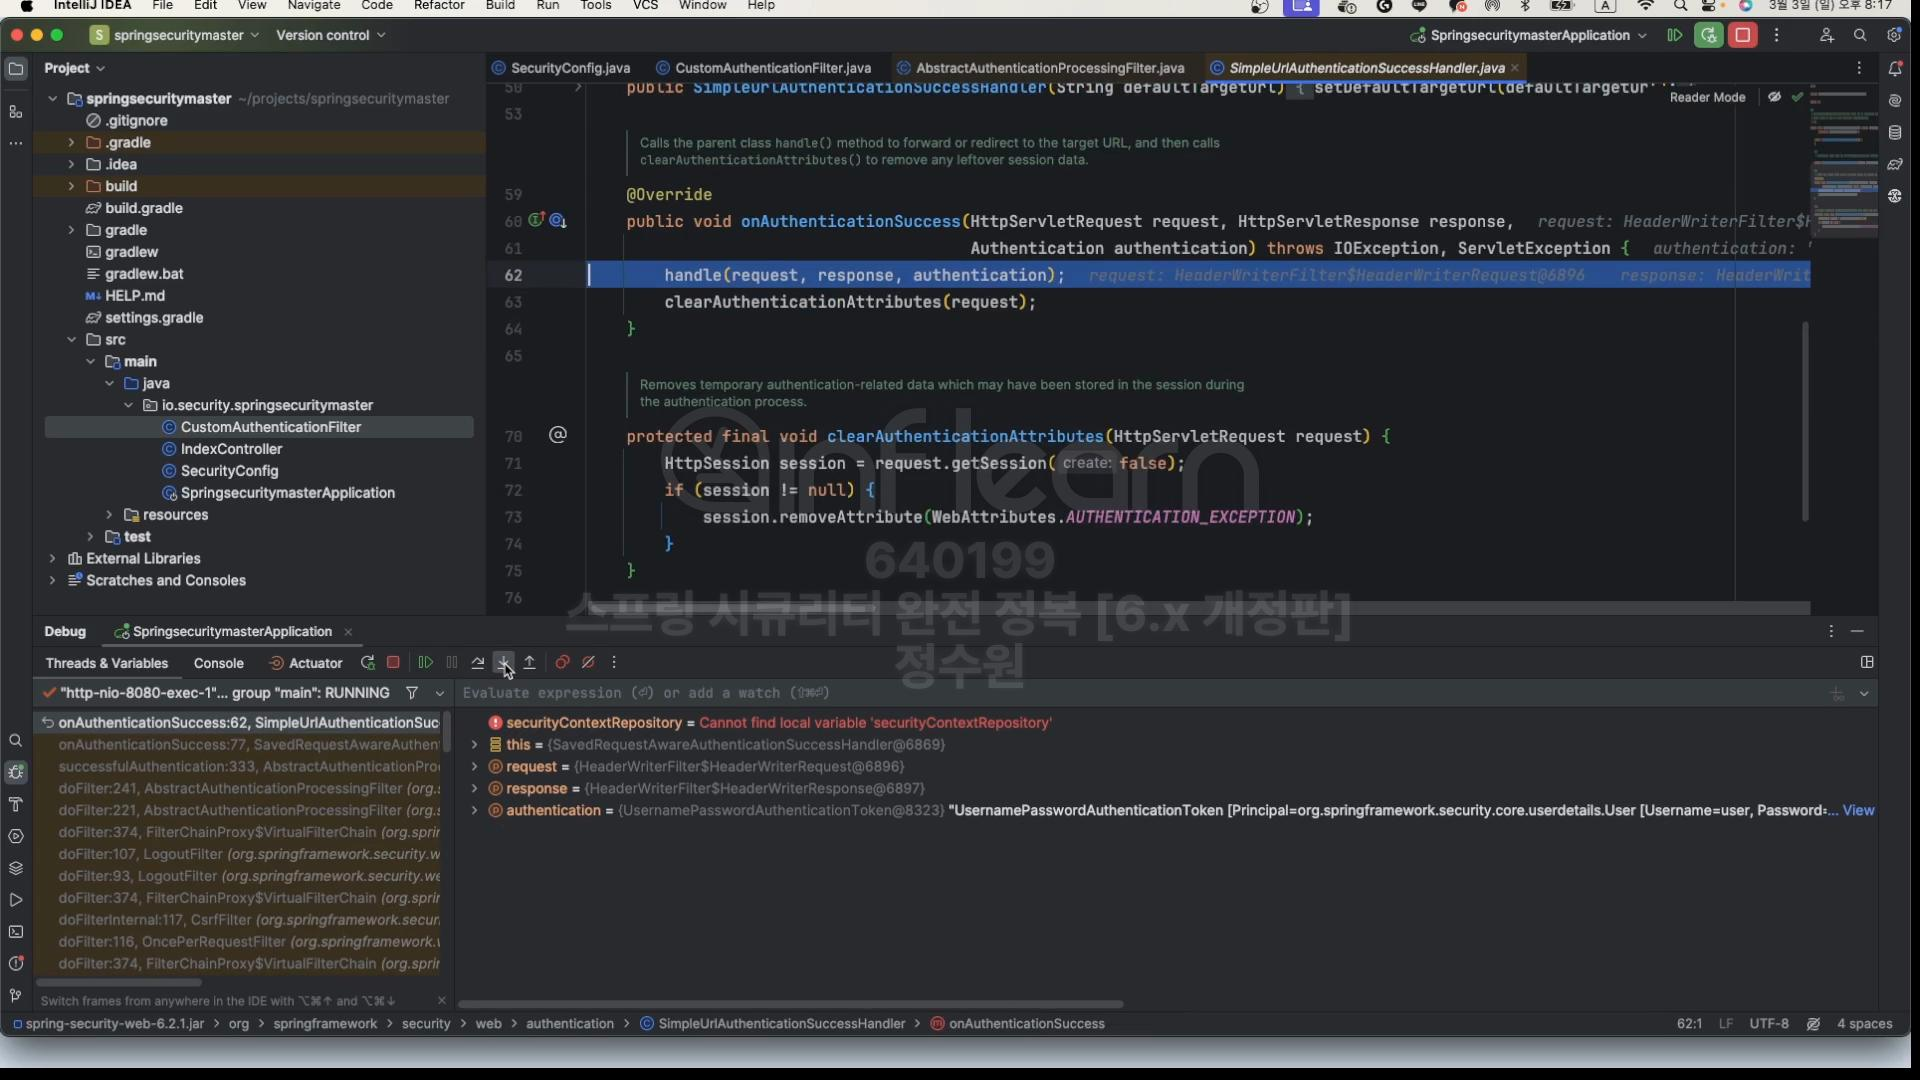 IntelliJ IDEA File Edit View Navigate Code Refactor Build Run Tools VCS Window Help A 3월 3일 (일) 오후 8:17
S springsecuritymaster Version control SpringsecuritymasterApplication
Project
springsecuritymaster ~/projects/springsecuritymaster
.gitignore
.gradle
.idea
build
build.gradle
gradle
gradlew
gradlew.bat
HELP.md
settings.gradle
src
main
java
io.security.springsecuritymaster
CustomAuthenticationFilter
IndexController
SecurityConfig
SpringsecuritymasterApplication
resources
test
External Libraries
Scratches and Consoles
SecurityConfig.java CustomAuthenticationFilter.java AbstractAuthenticationProcessingFilter.java SimpleUrlAuthenticationSuccessHandler.java
50 public SimpleUrlAuthenticationSuccessHandler(String defaultTargetUrl) { setDefaultTargetUrl(defaultTargetUr
Reader Mode
53
Calls the parent class handle() method to forward or redirect to the target URL, and then calls
clearAuthenticationAttributes() to remove any leftover session data.
59 @Override
60 public void onAuthenticationSuccess(HttpServletRequest request, HttpServletResponse response, request: HeaderWriterFilter$H
61 Authentication authentication) throws IOException, ServletException { authentication:
62 handle(request, response, authentication); request: HeaderWriterFilter$HeaderWriterRequest@6896 response: HeaderWrit
63 clearAuthenticationAttributes(request);
64 }
65
Removes temporary authentication-related data which may have been stored in the session during
the authentication process.
70 @ protected final void clearAuthenticationAttributes(HttpServletRequest request) {
71 HttpSession session = request.getSession( create: false);
72 if (session != null) {
73 session.removeAttribute(WebAttributes.AUTHENTICATION_EXCEPTION);
74 }
75 }
76
inflearn
640199
스프링 시큐리티 완전 정복 [6.x 개정판]
정수원
Debug SpringsecuritymasterApplication
Threads & Variables Console Actuator
"http-nio-8080-exec-1"... group "main": RUNNING
onAuthenticationSuccess:62, SimpleUrlAuthenticationSuc
onAuthenticationSuccess:77, SavedRequestAwareAuthen
successfulAuthentication:333, AbstractAuthenticationPro
doFilter:241, AbstractAuthenticationProcessingFilter (org.s
doFilter:221, AbstractAuthenticationProcessingFilter (org.s
doFilter:374, FilterChainProxy$VirtualFilterChain (org.spri
doFilter:107, LogoutFilter (org.springframework.security.w
doFilter:93, LogoutFilter (org.springframework.security.we
doFilter:374, FilterChainProxy$VirtualFilterChain (org.spri
doFilterInternal:117, CsrfFilter (org.springframework.secur
doFilter:116, OncePerRequestFilter (org.springframework.w
doFilter:374, FilterChainProxy$VirtualFilterChain (org.spri
Switch frames from anywhere in the IDE with ⌥⌘↑ and ⌥⌘↓
Evaluate expression (⏎) or add a watch (⇧⌘⏎)
securityContextRepository = Cannot find local variable 'securityContextRepository'
this = {SavedRequestAwareAuthenticationSuccessHandler@6869}
request = {HeaderWriterFilter$HeaderWriterRequest@6896}
response = {HeaderWriterFilter$HeaderWriterResponse@6897}
authentication = {UsernamePasswordAuthenticationToken@8323} "UsernamePasswordAuthenticationToken [Principal=org.springframework.security.core.userdetails.User [Username=user, Password=... View
spring-security-web-6.2.1.jar org springframework security web authentication SimpleUrlAuthenticationSuccessHandler onAuthenticationSuccess 62:1 LF UTF-8 4 spaces